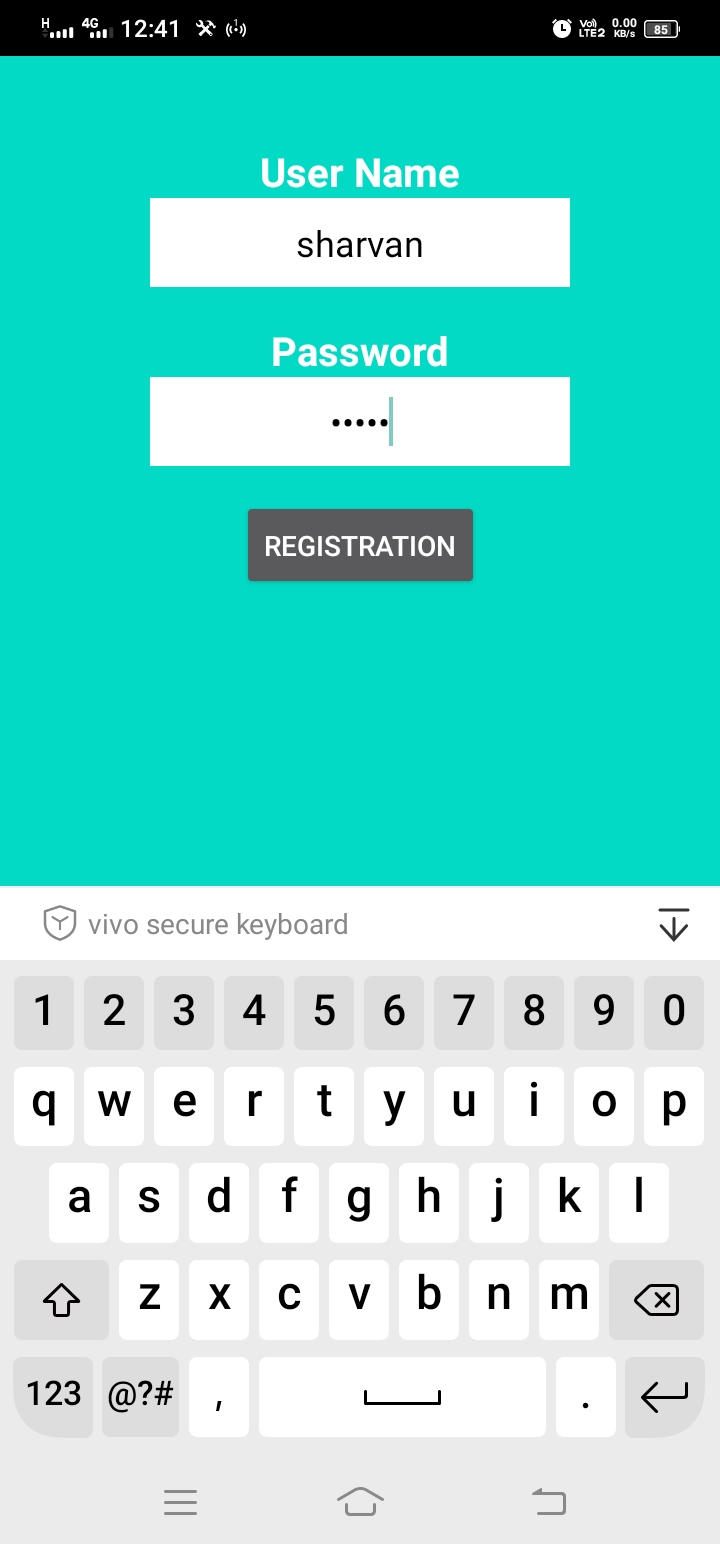 H 4G 12:41 1 Vo) LTE2 0.00 KB/s 85
User Name
sharvan
Password
•••••
REGISTRATION
vivo secure keyboard
1 2 3 4 5 6 7 8 9 0
q w e r t y u i o p
a s d f g h j k l
z x c v b n m
123 @?# , .